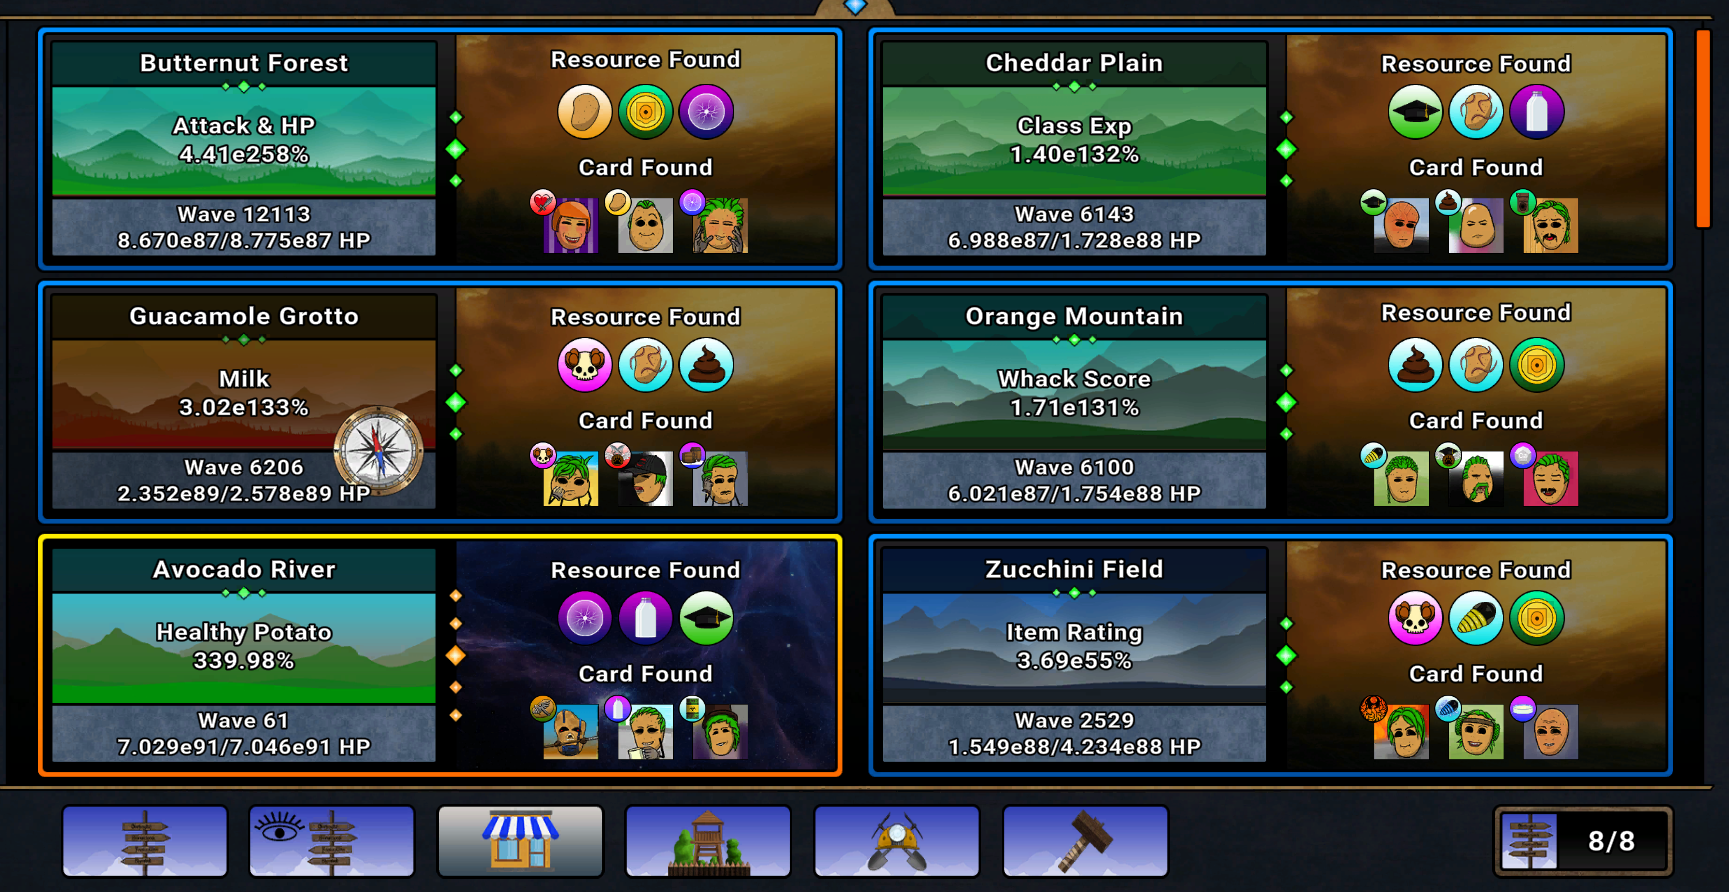 Butternut Forest
Attack & HP
4.41e258%
Wave 12113
8.670e87/8.775e87 HP
Resource Found
Card Found
Cheddar Plain
Class Exp
1.40e132%
Wave 6143
6.988e87/1.728e88 HP
Resource Found
Card Found
Guacamole Grotto
Milk
3.02e133%
Wave 6206
2.352e89/2.578e89 HP
Resource Found
Card Found
Orange Mountain
Whack Score
1.71e131%
Wave 6100
6.021e87/1.754e88 HP
Resource Found
Card Found
Avocado River
Healthy Potato
339.98%
Wave 61
7.029e91/7.046e91 HP
Resource Found
Card Found
Zucchini Field
Item Rating
3.69e55%
Wave 2529
1.549e88/4.234e88 HP
Resource Found
Card Found
8/8